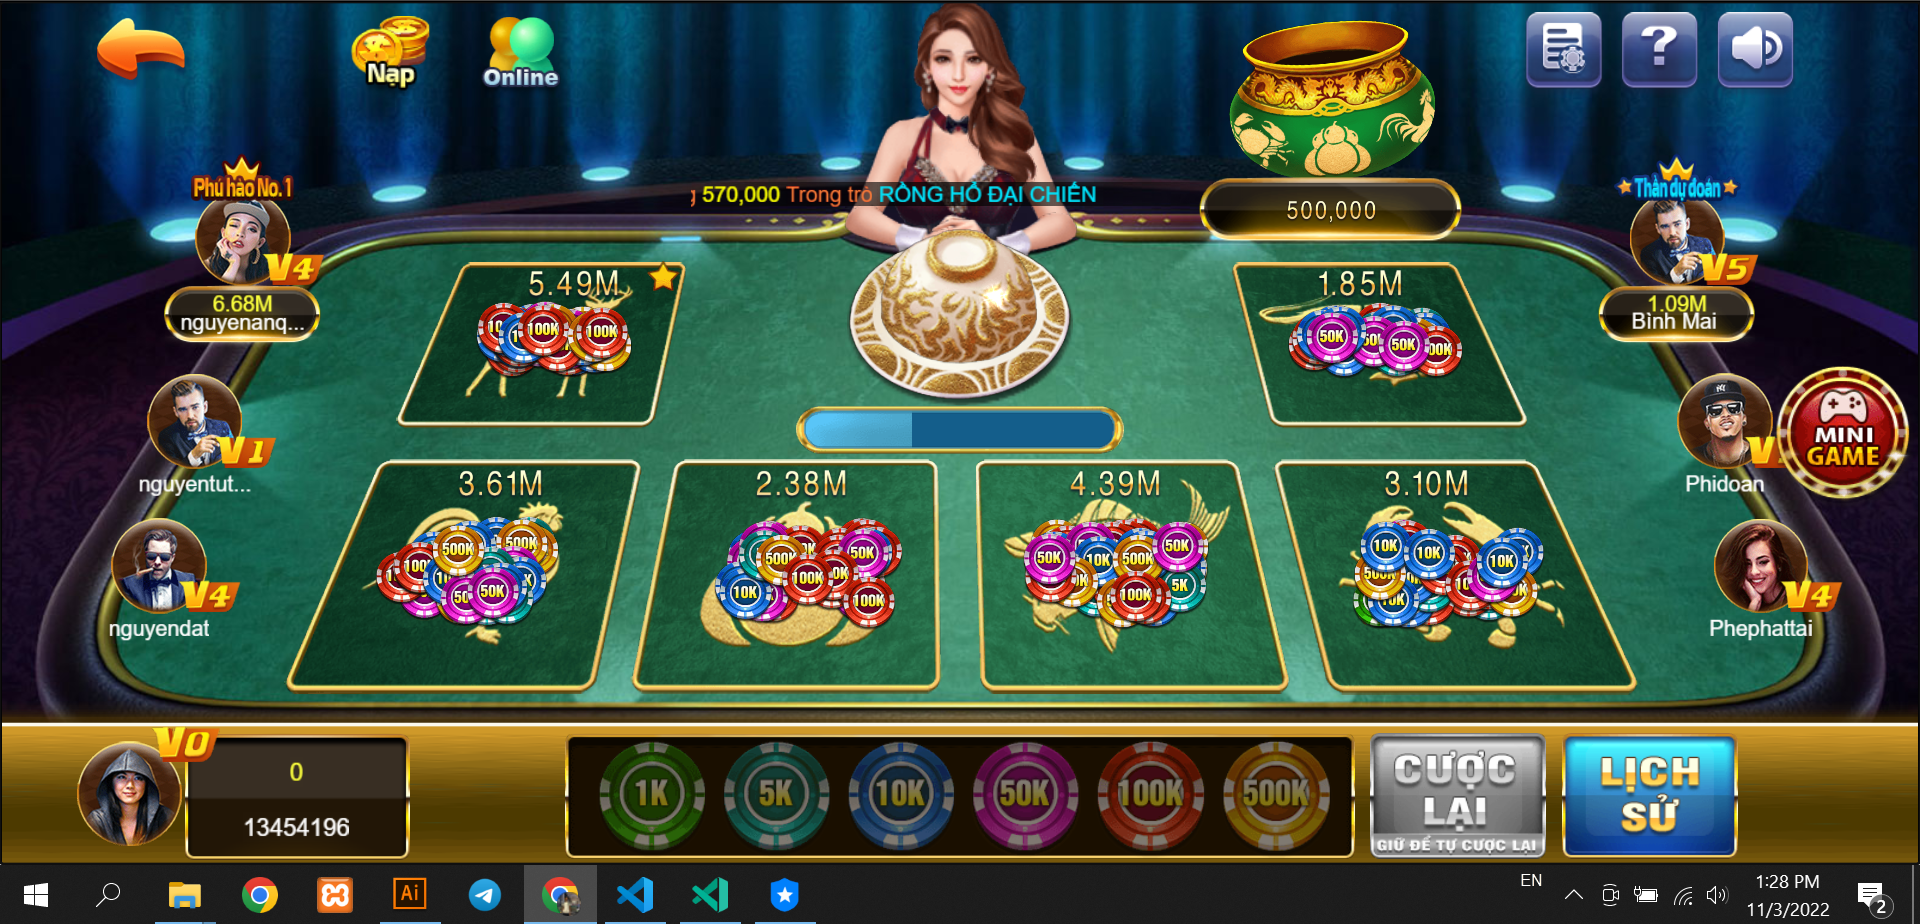 Nạp
Online
Phú hào No.1
570,000 Trong trò RỒNG HỔ ĐẠI CHIẾN
500,000
Thần dự đoán
V4
V5
6.68M
nguyenanq...
1.09M
Binh Mai
5.49M
1.85M
100K
100K
50K
50K
V1
nguyentut...
Phidoan
MINI
GAME
3.61M
2.38M
4.39M
3.10M
500K
500K
50K
50K
10K
100K
100K
50K
50K
10K
500K
5K
100K
10K
10K
10K
V4
nguyendat
V4
Phephattai
V0
0
13454196
1K
5K
10K
50K
100K
500K
CƯỢC
LẠI
GIỮ ĐỂ TỰ CƯỢC LẠI
LỊCH
SỬ
Ai
EN
1:28 PM
11/3/2022
2